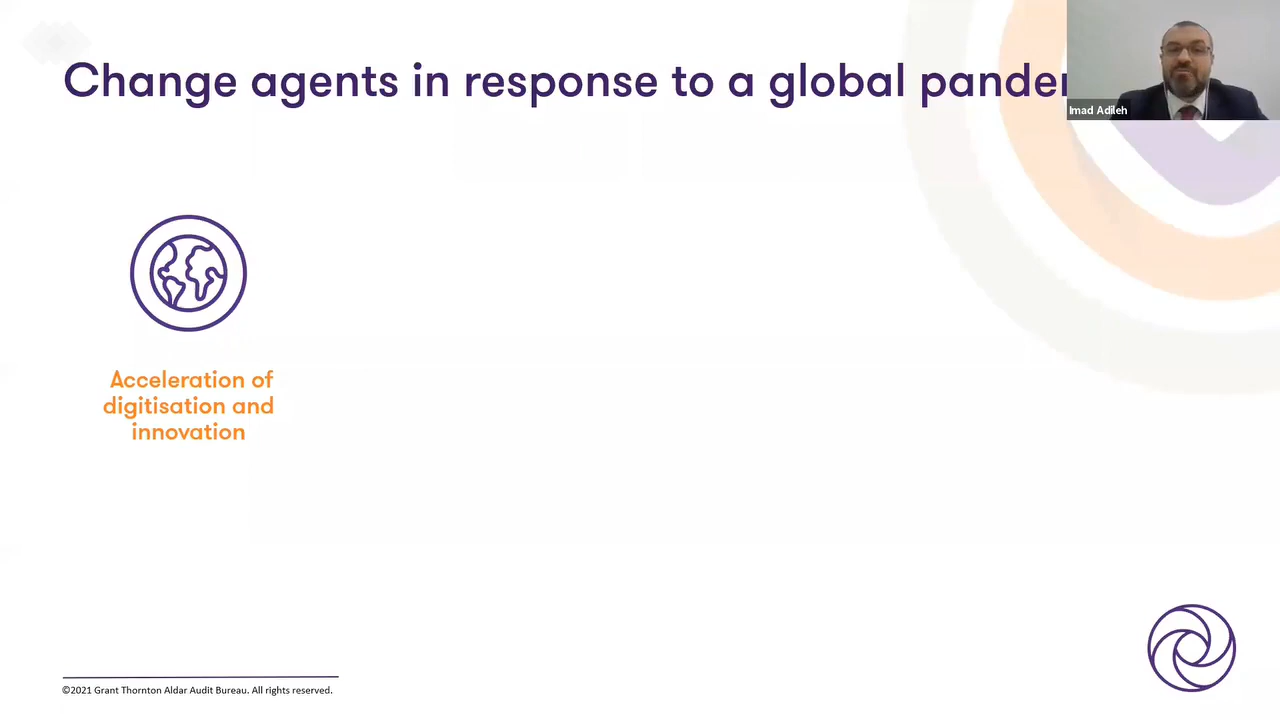 Change agents in response to a global pander
Imad Adileh
Acceleration of
digitisation and
innovation
©2021 Grant Thornton Aldar Audit Bureau. All rights reserved.